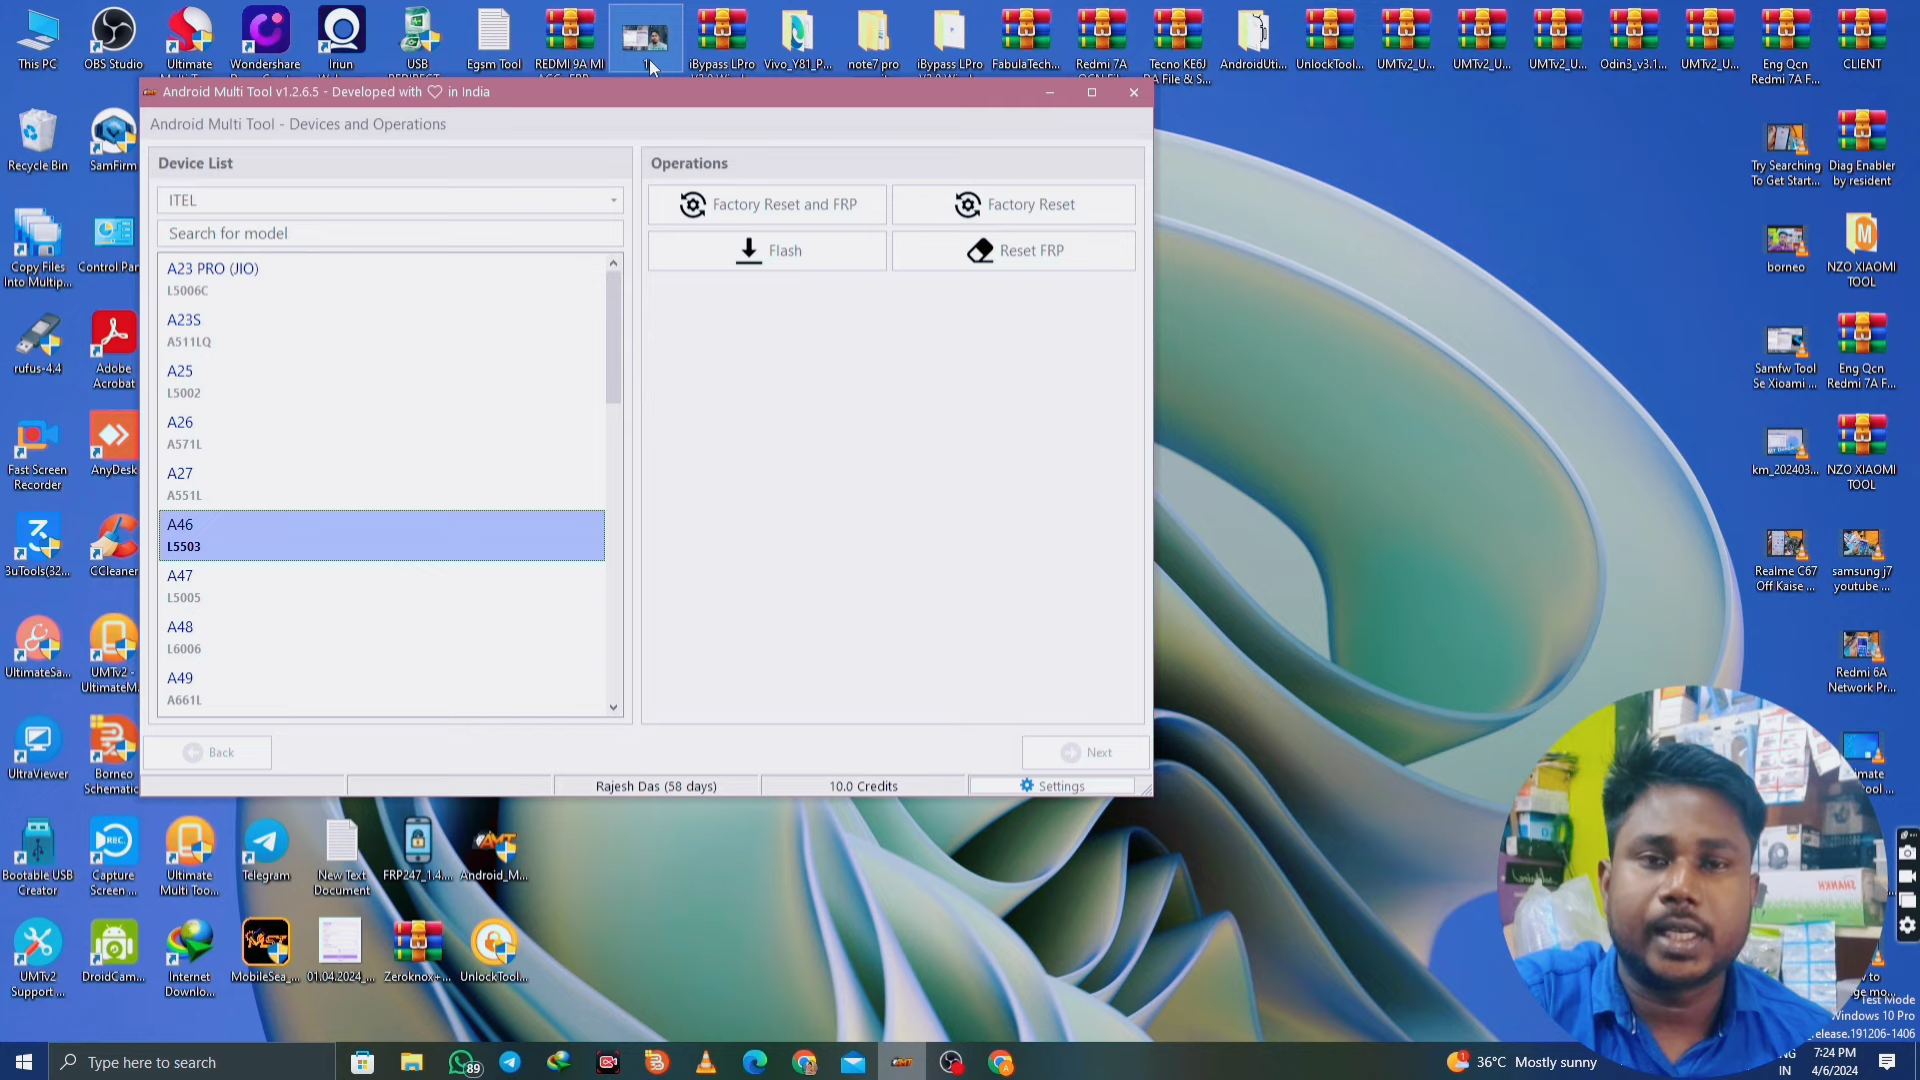 This PC
OBS Studio
Ultimate
Wondershare
Iriun
USB
Egsm Tool
REDMI 9A MI
1
iBypass LPro
Vivo_Y81_P...
note7 pro
iBypass LPro
FabulaTech...
Redmi 7A
Tecno KE6J
DA File & S...
AndroidUti...
UnlockTool...
UMTv2_U...
UMTv2_U...
UMTv2_U...
Odin3_v3.1...
UMTv2_U...
Eng Qcn
Redmi 7A F...
CLIENT
Android Multi Tool v1.2.6.5 - Developed with ♡ in India
Android Multi Tool - Devices and Operations
Device List
ITEL
Search for model
A23 PRO (JIO)
L5006C
A23S
A511LQ
A25
L5002
A26
A571L
A27
A551L
A46
L5503
A47
L5005
A48
L6006
A49
A661L
Operations
Factory Reset and FRP
Factory Reset
Flash
Reset FRP
Back
Next
Rajesh Das (58 days)
10.0 Credits
Settings
Recycle Bin
SamFirm
Copy Files
Into Multip...
Control Pan
rufus-4.4
Adobe
Acrobat
Fast Screen
Recorder
AnyDesk
3uTools(32...
CCleaner
UltimateSa...
UMTv2 -
UltimateM.
UltraViewer
Borneo
Schematic
Try Searching
To Get Start...
Diag Enabler
by resident
borneo
NZO XIAOMI
TOOL
Samfw Tool
Se Xioami ...
Eng Qcn
Redmi 7A F...
km_202403...
NZO XIAOMI
TOOL
Realme C67
Off Kaise ...
samsung j7
youtube ...
Redmi 6A
Network Pr...
Bootable USB
Creator
Capture
Screen ...
Ultimate
Multi Too...
Telegram
New Text
Document
FRP247_1.4....
Android_M...
UMTv2
Support ...
DroidCam...
Internet
Downlo...
MobileSea_...
01.04.2024_...
Zeroknox+...
UnlockTool...
SHANKH
Test Mode
Windows 10 Pro
release.191206-1406
Type here to search
89
36°C Mostly sunny
IN
7:24 PM
4/6/2024